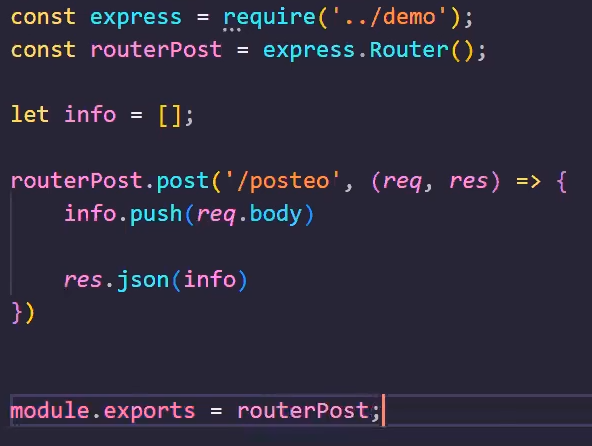 const express = require('../demo');
const routerPost = express.Router();
let info = [];
routerPost.post('/posteo', (req, res) => {
info.push(req.body)
res.json(info)
})
module.exports = routerPost;